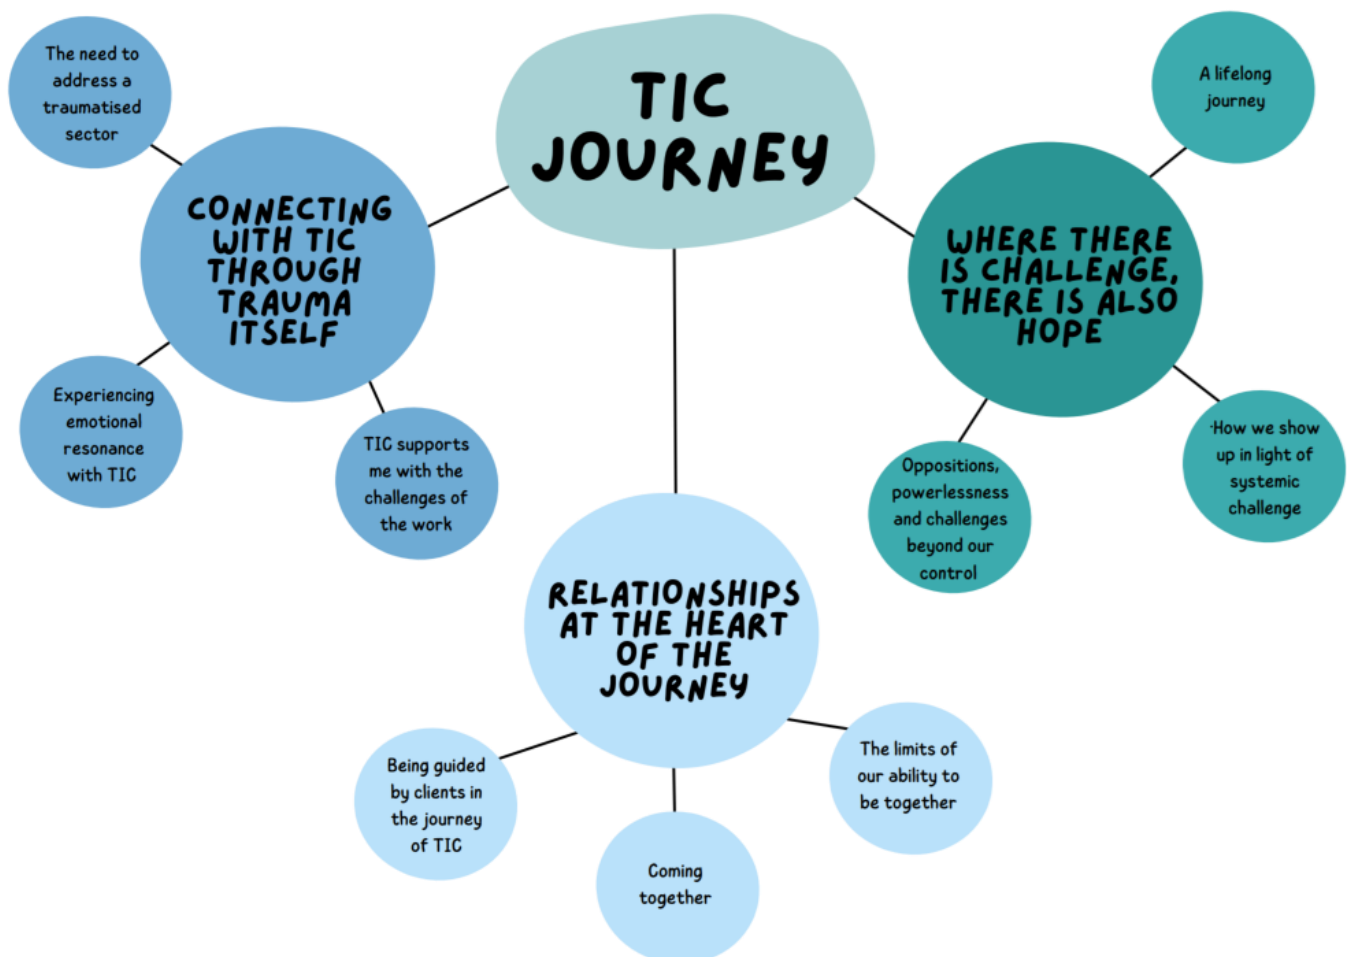 TIC
JOURNEY
The need to
address a
traumatised
sector
CONNECTING
WITH TIC
THROUGH
TRAUMA
ITSELF
Experiencing
emotional
resonance
with TIC
TIC supports
me with the
challenges of
the work
A lifelong
journey
WHERE THERE
IS CHALLENGE,
THERE IS ALSO
HOPE
·How we show
up in light of
systemic
challenge
Oppositions,
powerlessness
and challenges
beyond our
control
RELATIONSHIPS
AT THE HEART
OF THE
JOURNEY
Being guided
by clients in
the journey
of TIC
Coming
together
The limits of
our ability to
be together